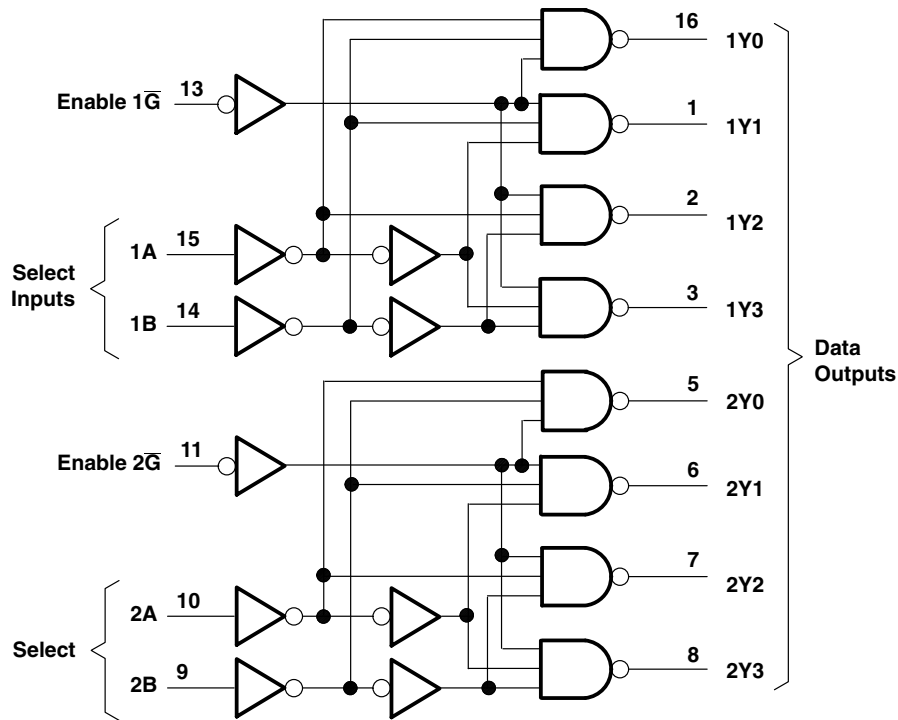 16
1Y0
Enable 1G̅
13
1
1Y1
2
1Y2
Select
Inputs
1A
15
1B
14
3
1Y3
Data
Outputs
5
2Y0
Enable 2G̅
11
6
2Y1
7
2Y2
Select
2A
10
2B
9
8
2Y3